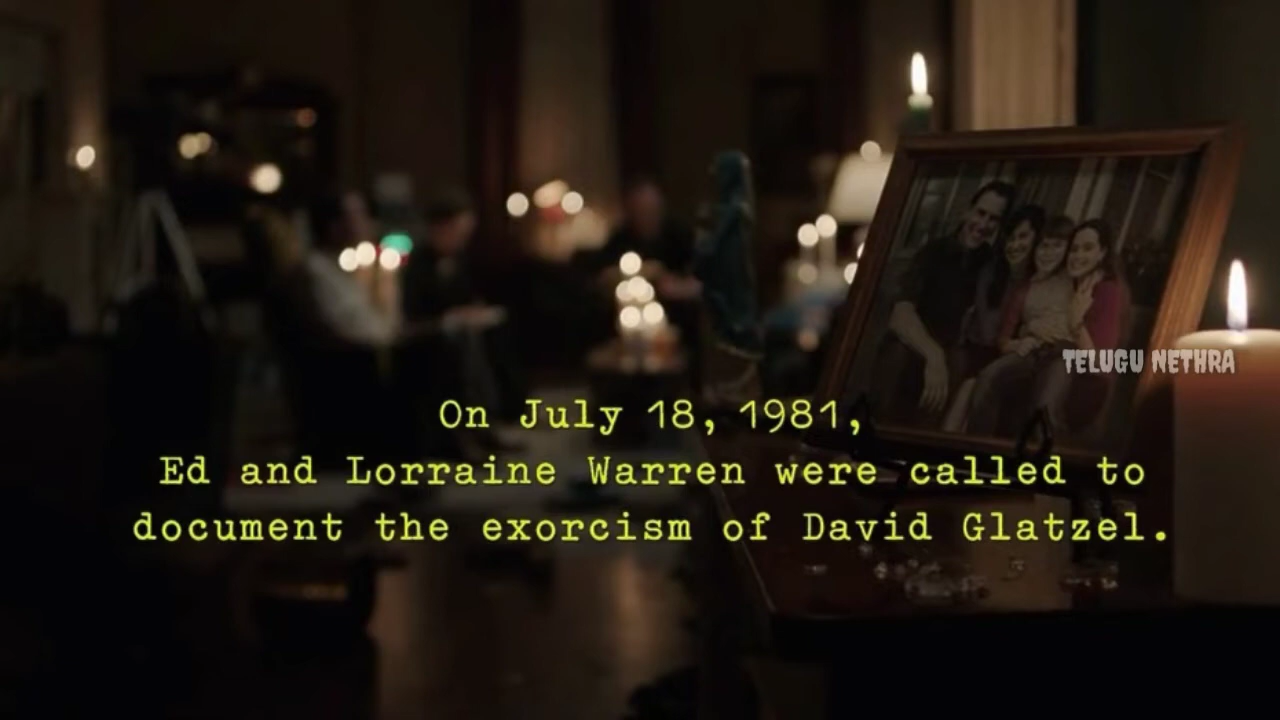 TELUGU NETHRA
On July 18, 1981,
Ed and Lorraine Warren were called to
document the exorcism of David Glatzel.